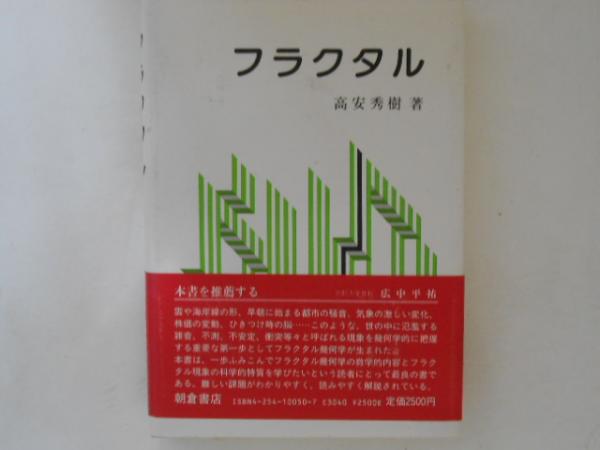 フラクタル
高安秀樹 著
本書を推薦する
広中平祐
雲や海岸線の形、早朝に始まる都市の騒音、気象の激しい変化、
株価の変動、ひきつけ時の脳……このような、世の中に氾濫する
雑音、不測、不安定、衝突等々と呼ばれる現象を幾何学的に把握
する重要な第一歩としてフラクタル幾何学が生まれた。
本書は、一歩ふみこんでフラクタル幾何学の数学的内容とフラク
タル現象の科学的特質を学びたいという読者にとって最良の書で
ある。難しい課題がわかりやすく、読みやすく解説されている。
朝倉書店 ISBN4-254-10050-7 C3040 ¥2500E 定価2500円